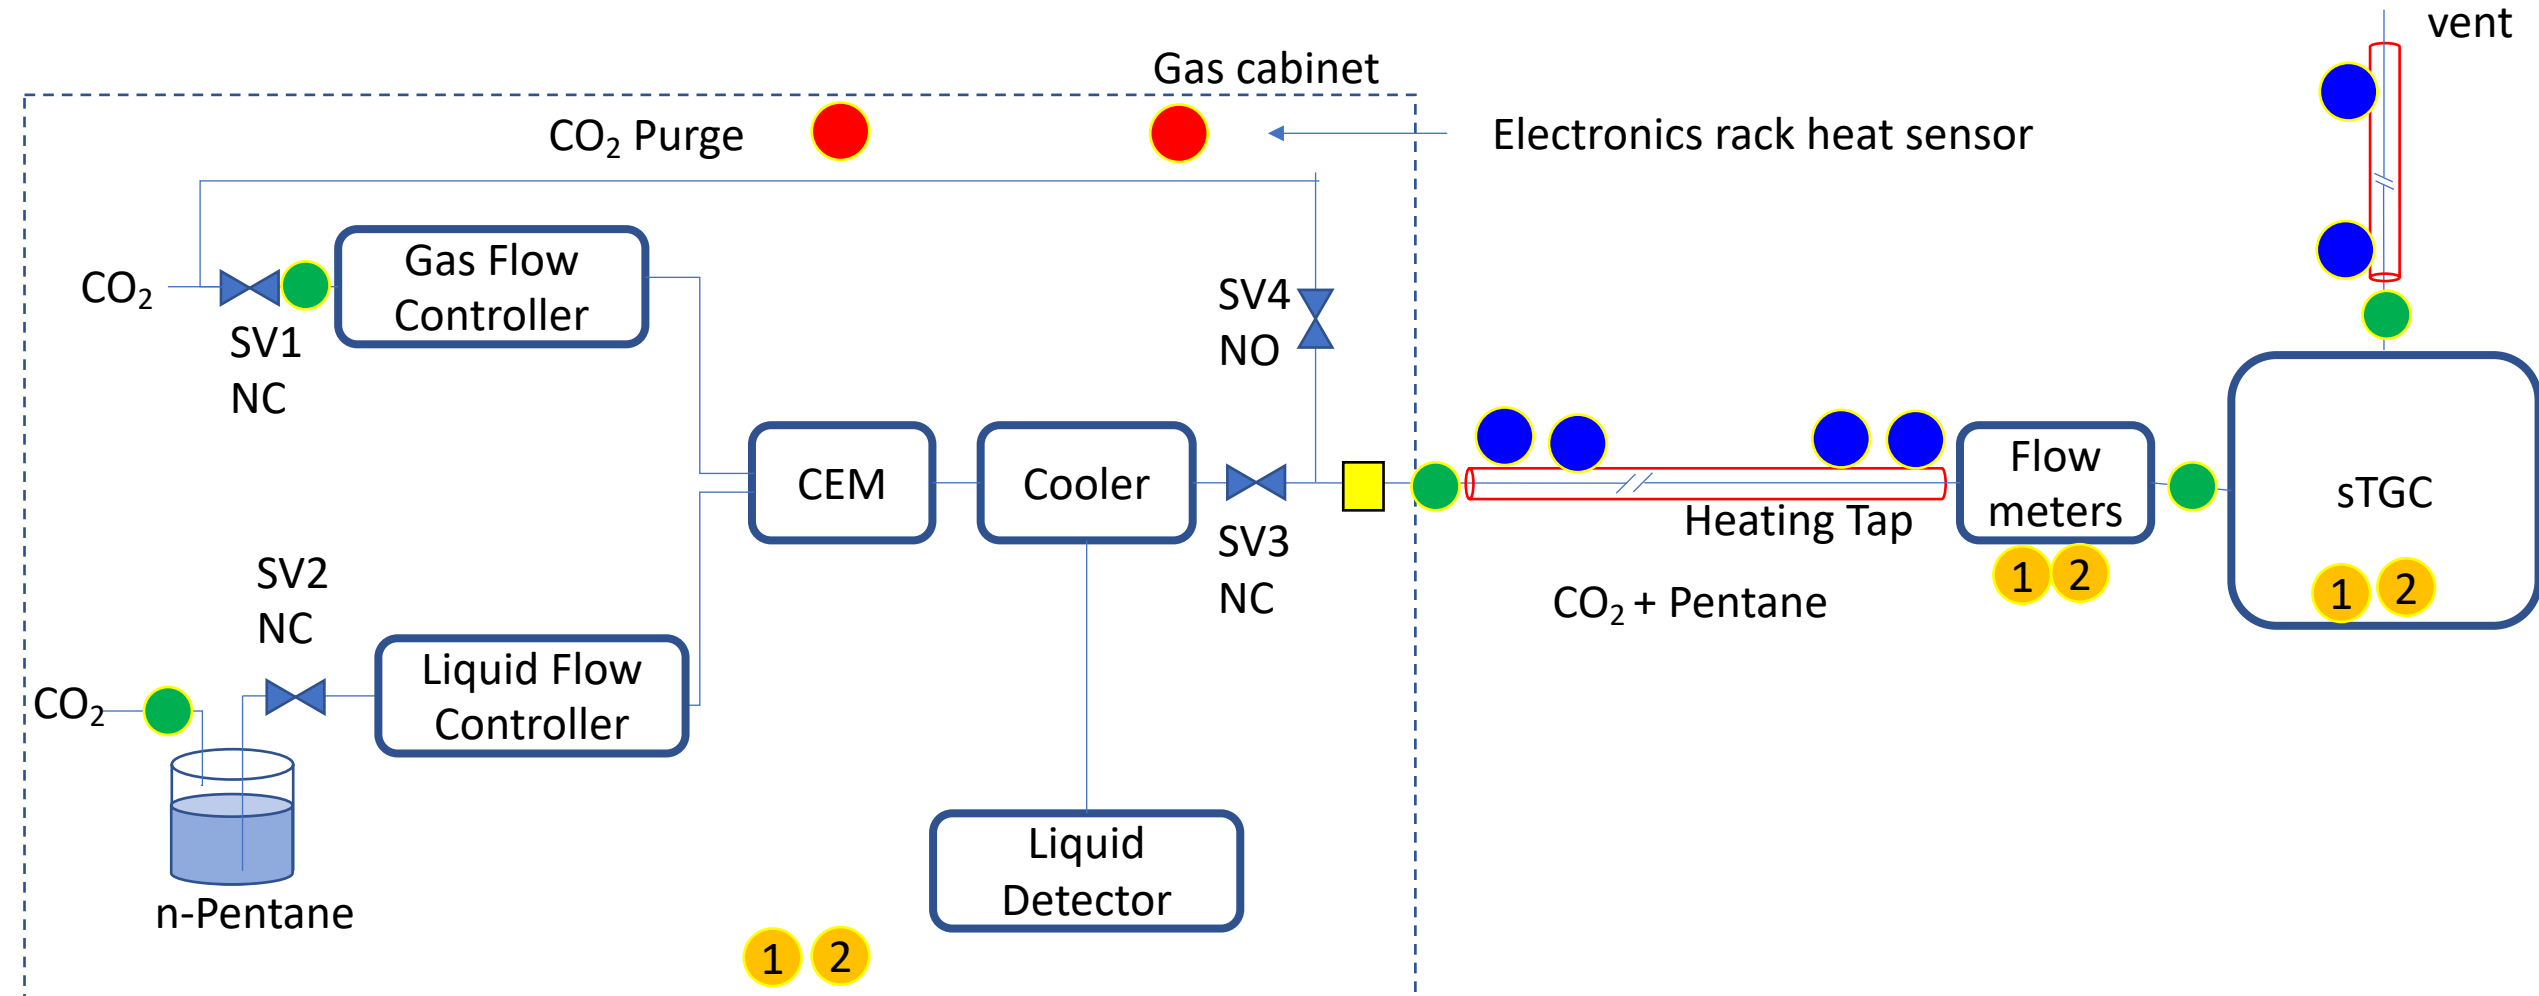 vent
Gas cabinet
CO₂ Purge
Electronics rack heat sensor
Gas Flow
Controller
CO₂
SV1
NC
SV4
NO
CEM
Cooler
Flow
meters
sTGC
Heating Tap
SV3
NC
SV2
NC
CO₂ + Pentane
1
2
1
2
Liquid Flow
Controller
CO₂
Liquid
Detector
n-Pentane
1
2